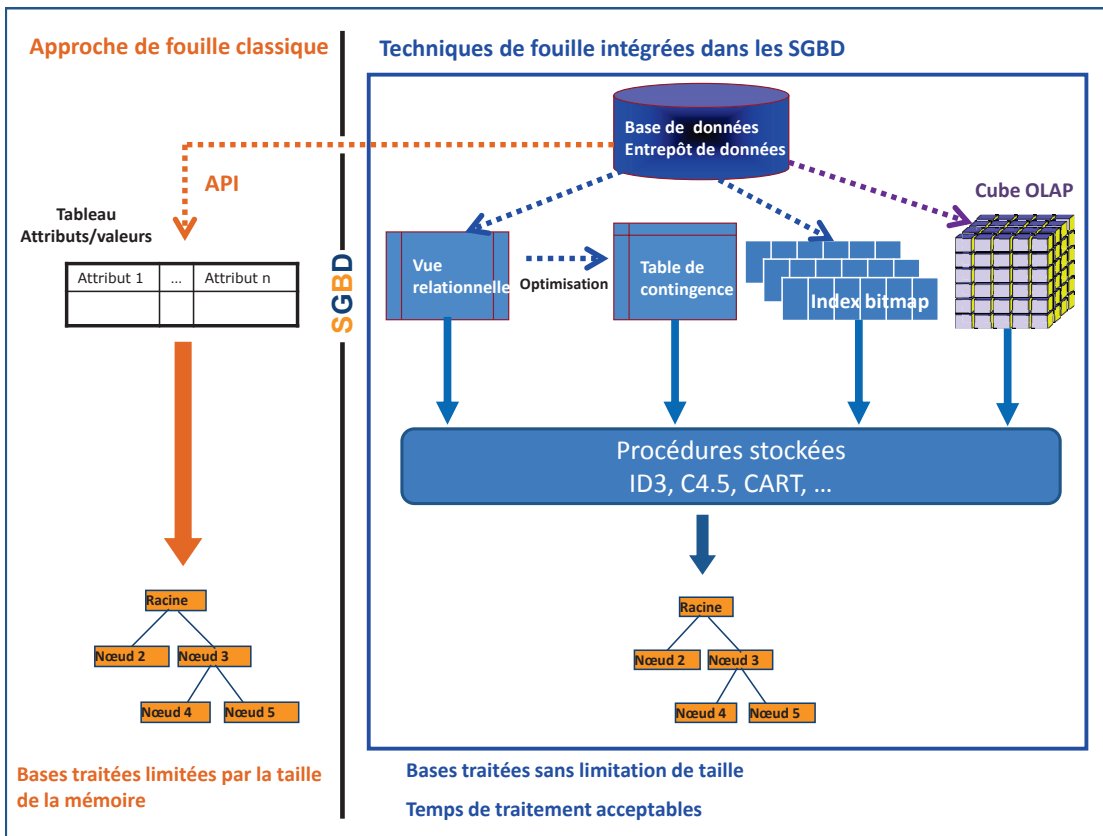 Approche de fouille classique
Techniques de fouille intégrées dans les SGBD
Base de données
Entrepôt de données
API
Tableau
Attributs/valeurs
Attribut 1 ... Attribut n
SGBD
Cube OLAP
Vue
relationnelle
Optimisation
Table de
contingence
Index bitmap
Procédures stockées
ID3, C4.5, CART, ...
Racine
Nœud 2 Nœud 3
Nœud 4 Nœud 5
Racine
Nœud 2 Nœud 3
Nœud 4 Nœud 5
Bases traitées limitées par la taille
de la mémoire
Bases traitées sans limitation de taille
Temps de traitement acceptables